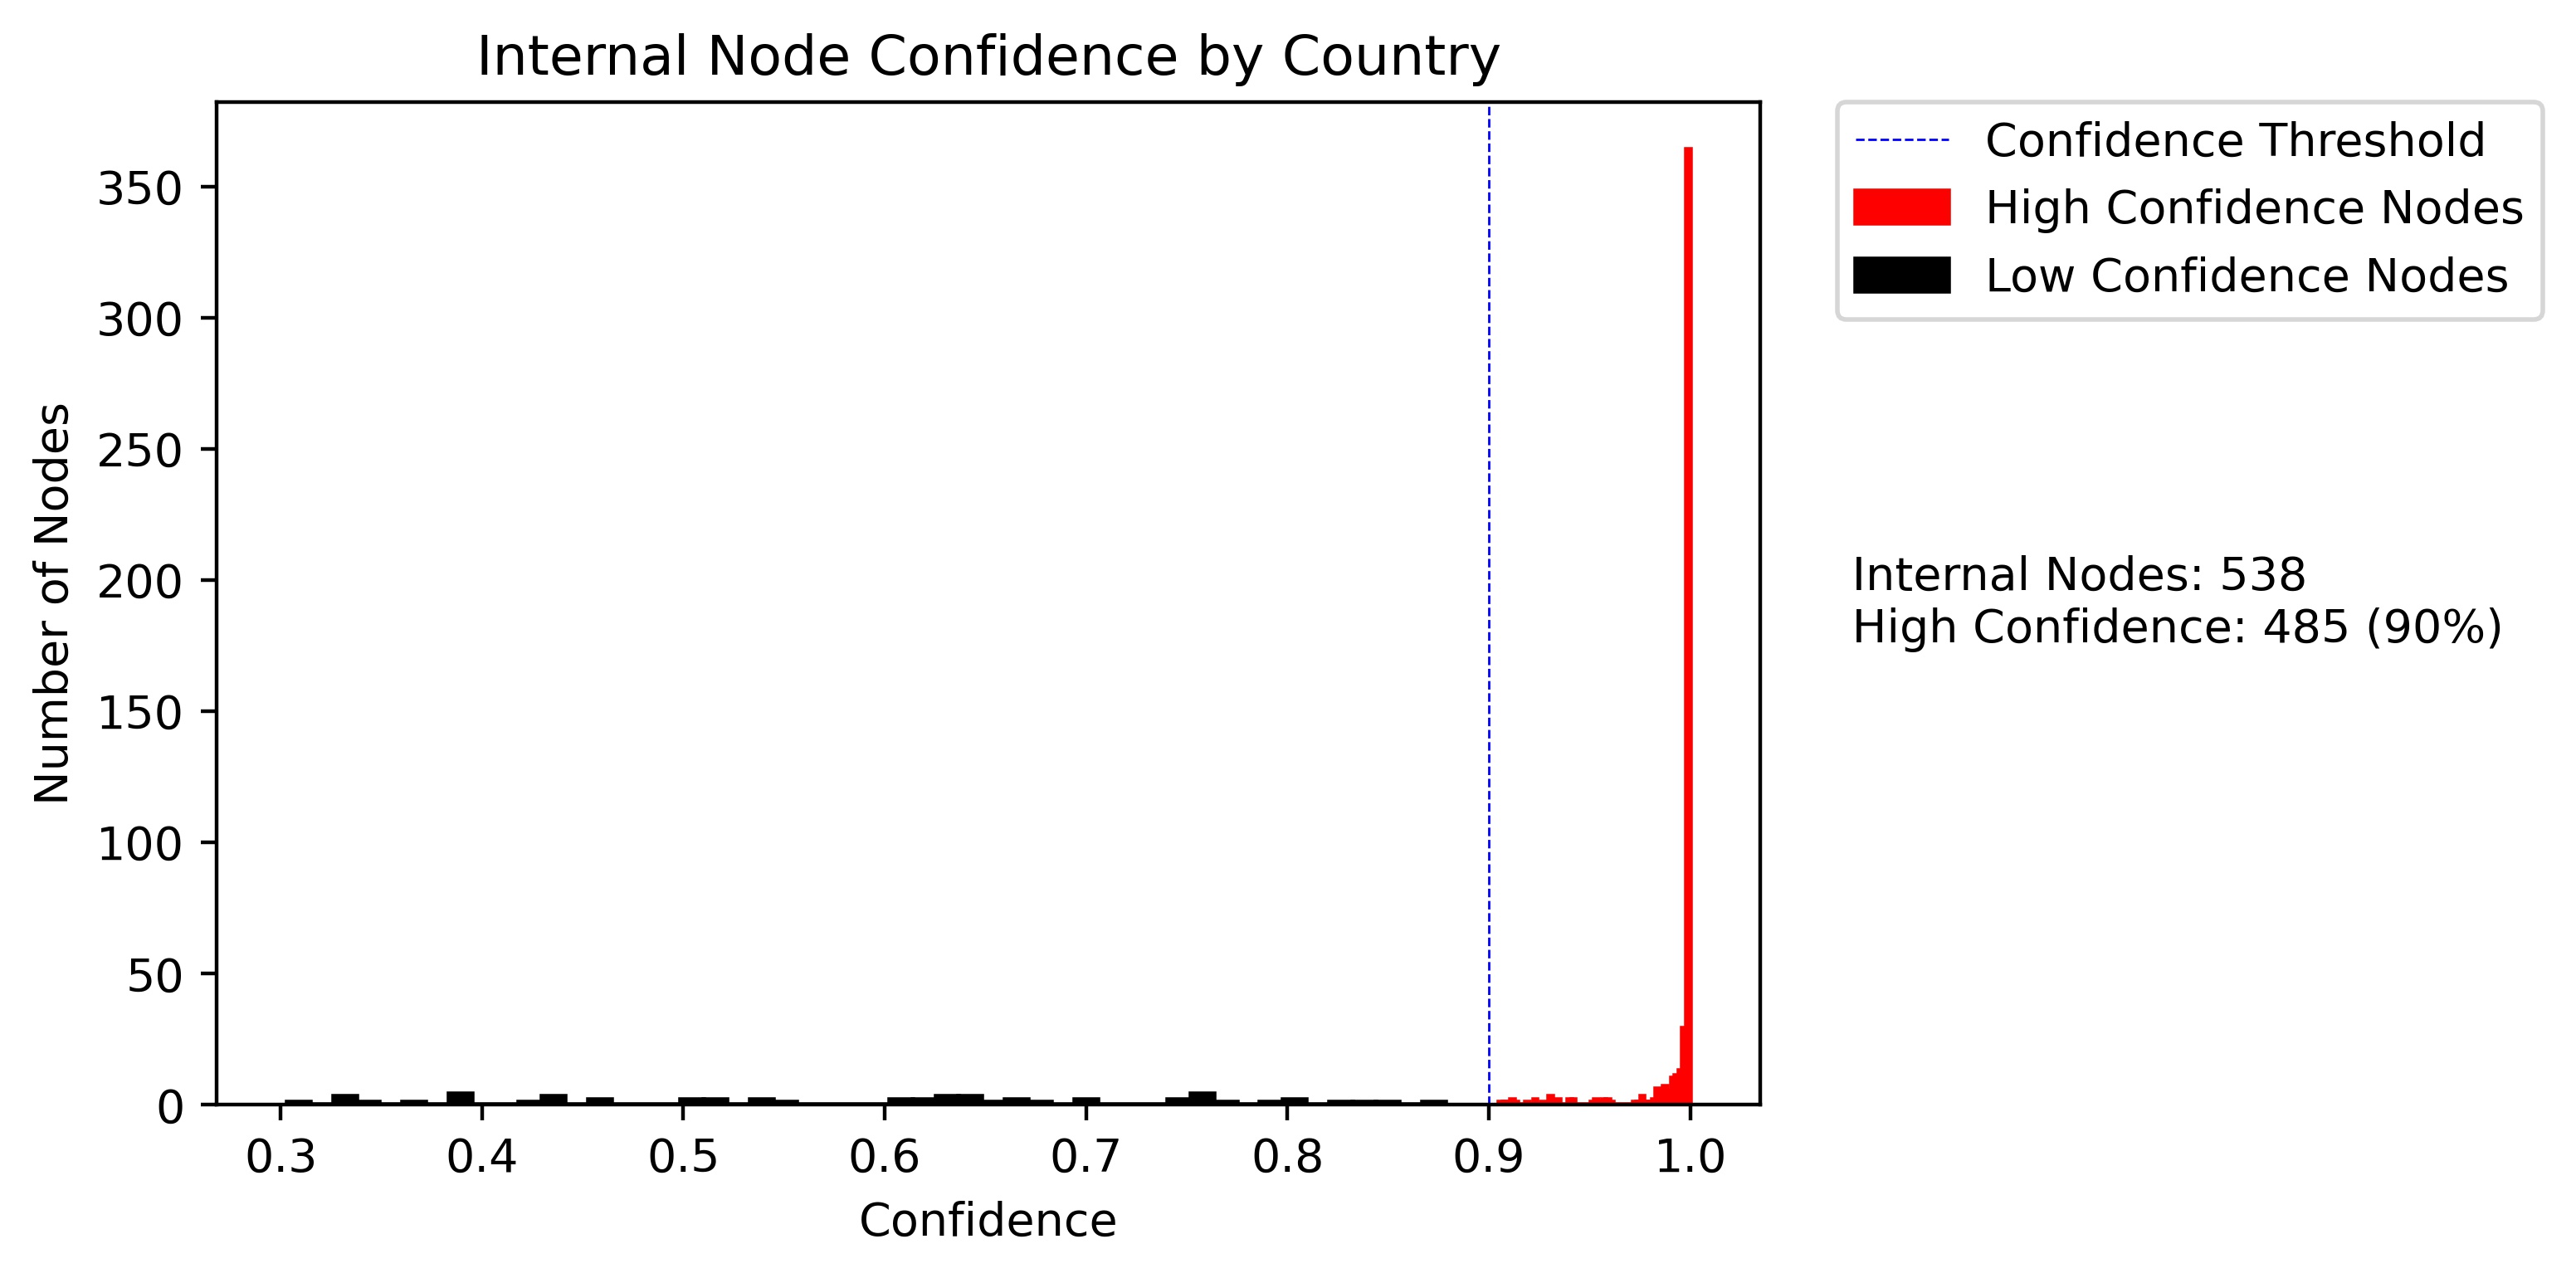 Internal Node Confidence by Country
Confidence Threshold
High Confidence Nodes
Low Confidence Nodes
350
300
250
200
150
100
50
0
Number of Nodes
Internal Nodes: 538
High Confidence: 485 (90%)
0.3 0.4 0.5 0.6 0.7 0.8 0.9 1.0
Confidence